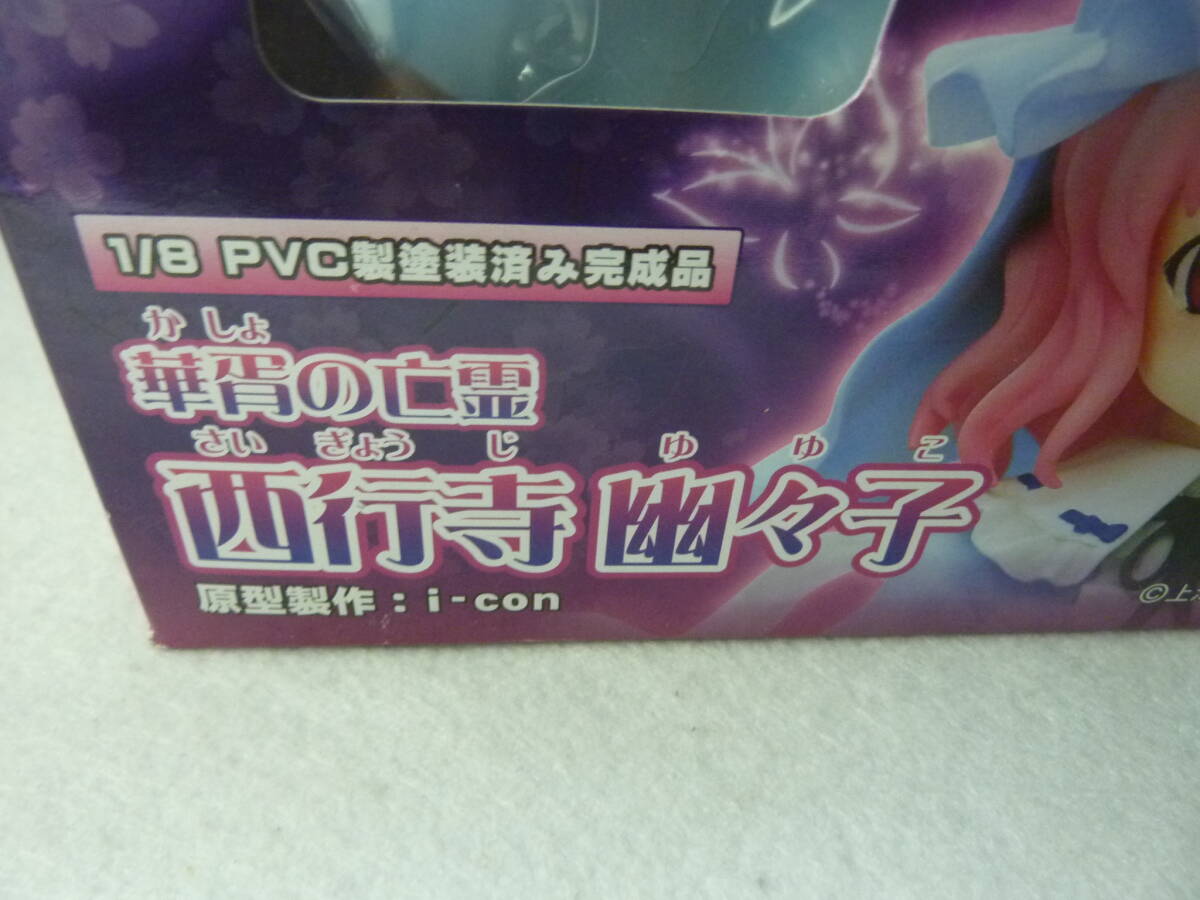 1/8 PVC製塗装済み完成品
か しょ
華胥の亡霊
さい ぎょう じ ゆ ゆ こ
西行寺 幽々子
原型製作：i-con
©上